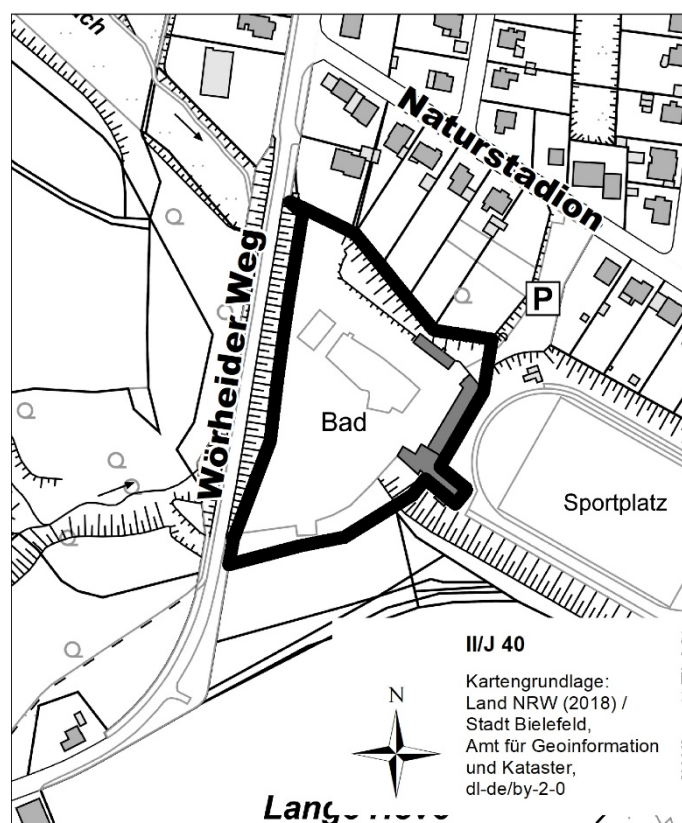 Naturstadion
Wörheider Weg
P
Bad
Sportplatz
II/J 40
Kartengrundlage:
Land NRW (2018) /
Stadt Bielefeld,
Amt für Geoinformation
und Kataster,
dl-de/by-2-0
N